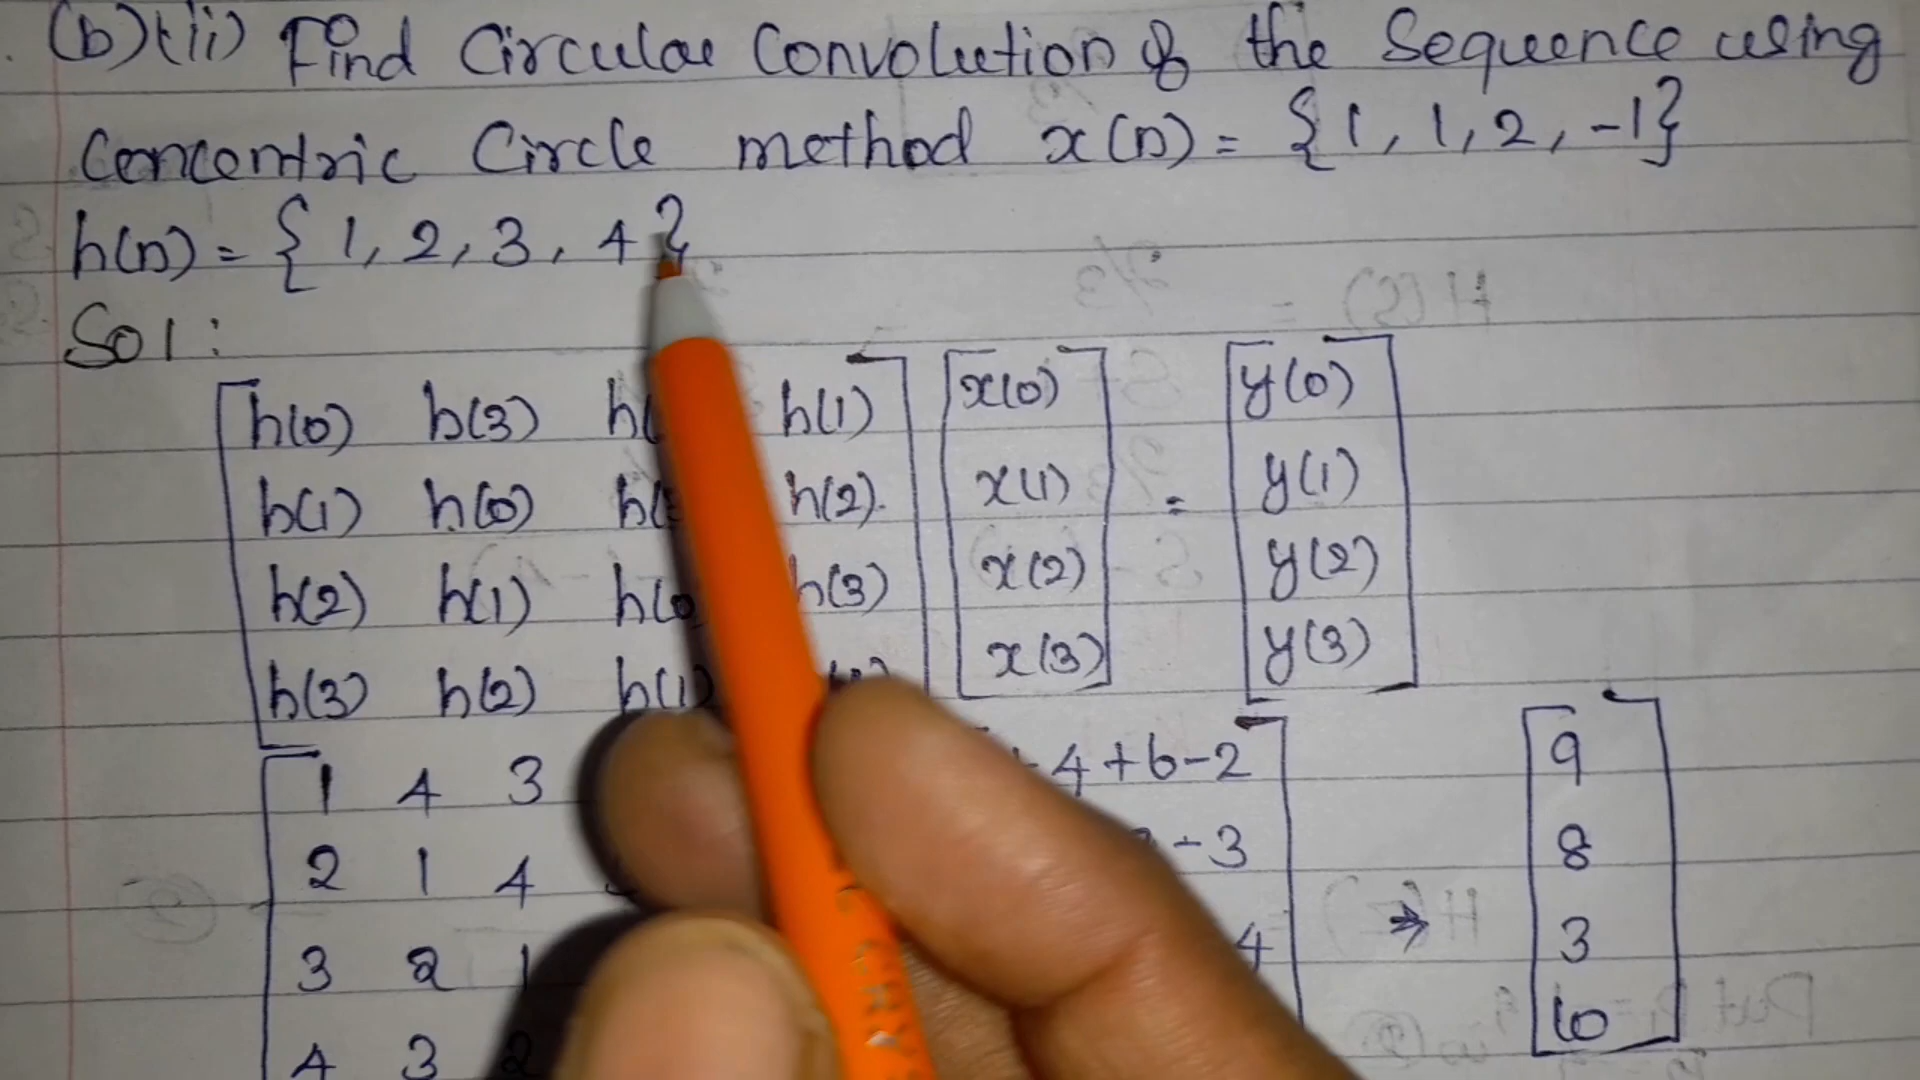 (b)(ii) Find Circular Convolution of the Sequence using
Concentric Circle method x(n) = {1, 1, 2, -1}
h(n) = {1, 2, 3, 4}
Sol:
h(0) h(3) h( h(1) x(0) y(0)
h(1) h(0) h( h(2) x(1) = y(1)
h(2) h(1) h(0 h(3) x(2) y(2)
h(3) h(2) h(1) x(3) y(3)
1 4 3 4+6-2 9
2 1 4 -3 8
3 2 1 4 ⇒ 3
4 3 2 10